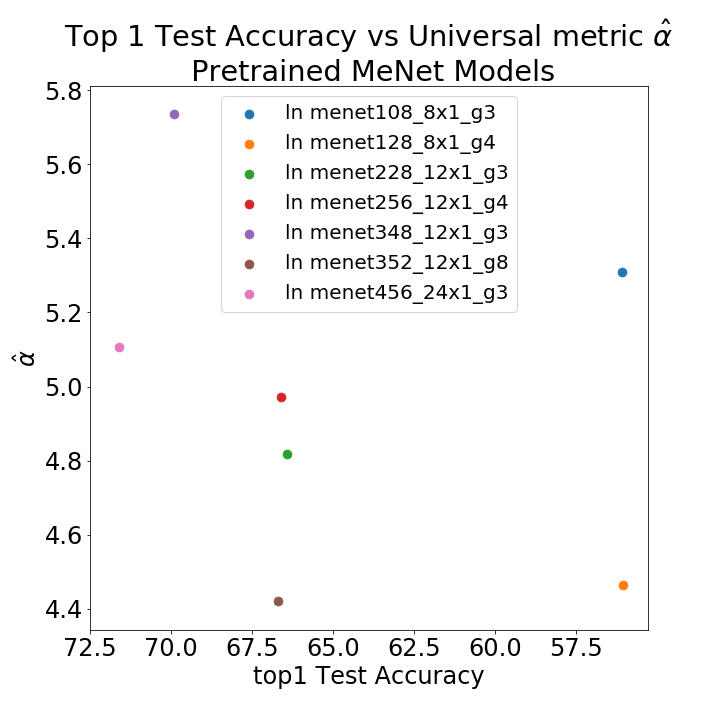 Top 1 Test Accuracy vs Universal metric α̂
Pretrained MeNet Models
ln menet108_8x1_g3
ln menet128_8x1_g4
ln menet228_12x1_g3
ln menet256_12x1_g4
ln menet348_12x1_g3
ln menet352_12x1_g8
ln menet456_24x1_g3
5.8
5.6
5.4
5.2
5.0
4.8
4.6
4.4
α̂
72.5 70.0 67.5 65.0 62.5 60.0 57.5
top1 Test Accuracy